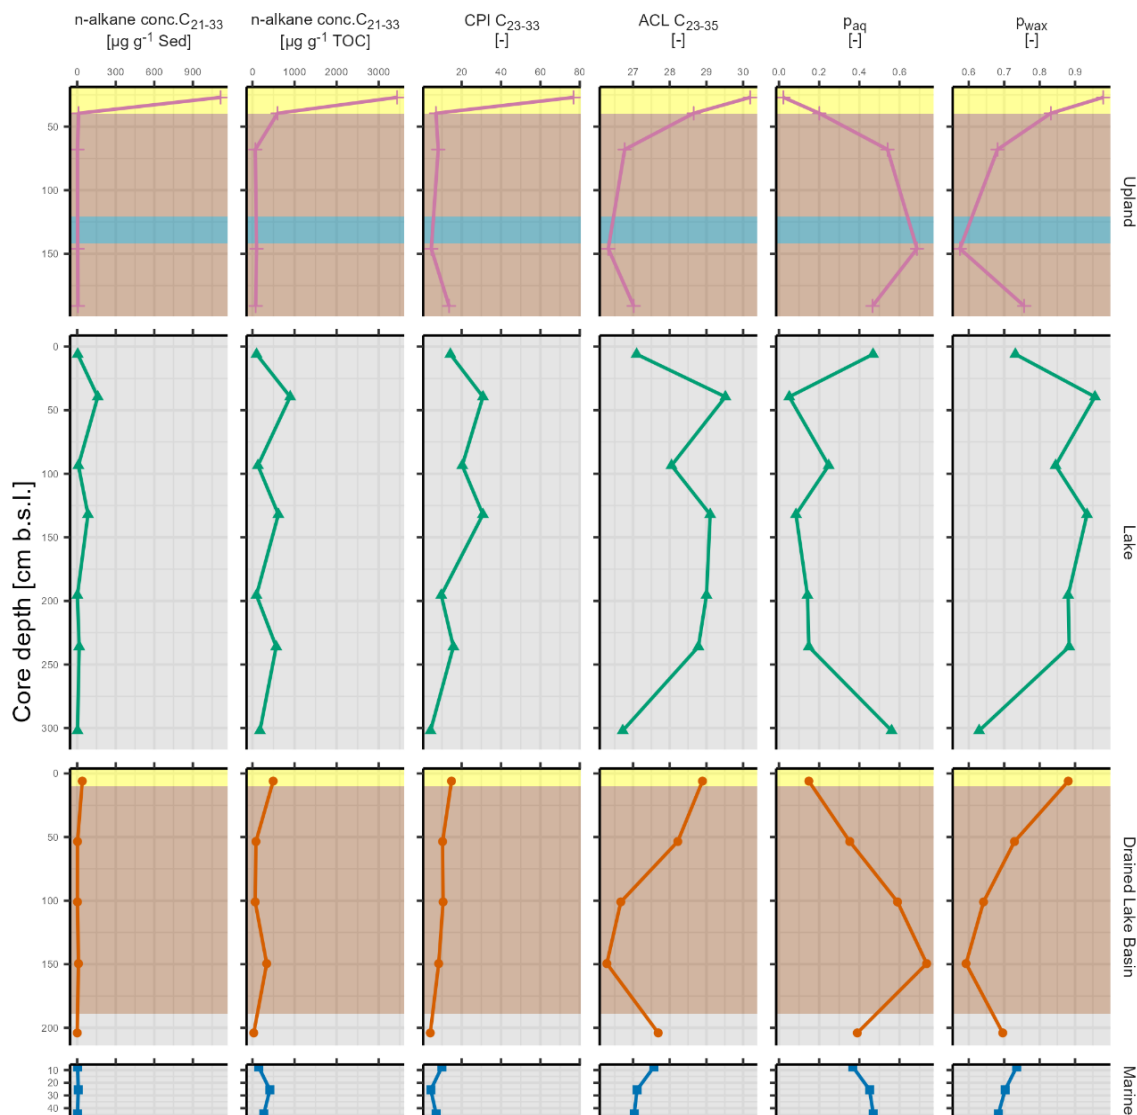 n-alkane conc.C21-33 n-alkane conc.C21-33 CPI C23-33 ACL C23-35 paq pwax
[µg g-1 Sed] [µg g-1 TOC] [-] [-] [-] [-]
0 300 600 900 0 1000 2000 3000 20 40 60 80 27 28 29 30 0.0 0.2 0.4 0.6 0.6 0.7 0.8 0.9
50
100
150
Upland
0
50
100
150
200
250
300
Lake
Core depth [cm b.s.l.]
0
50
100
150
200
Drained Lake Basin
10
20
30
40
Marine